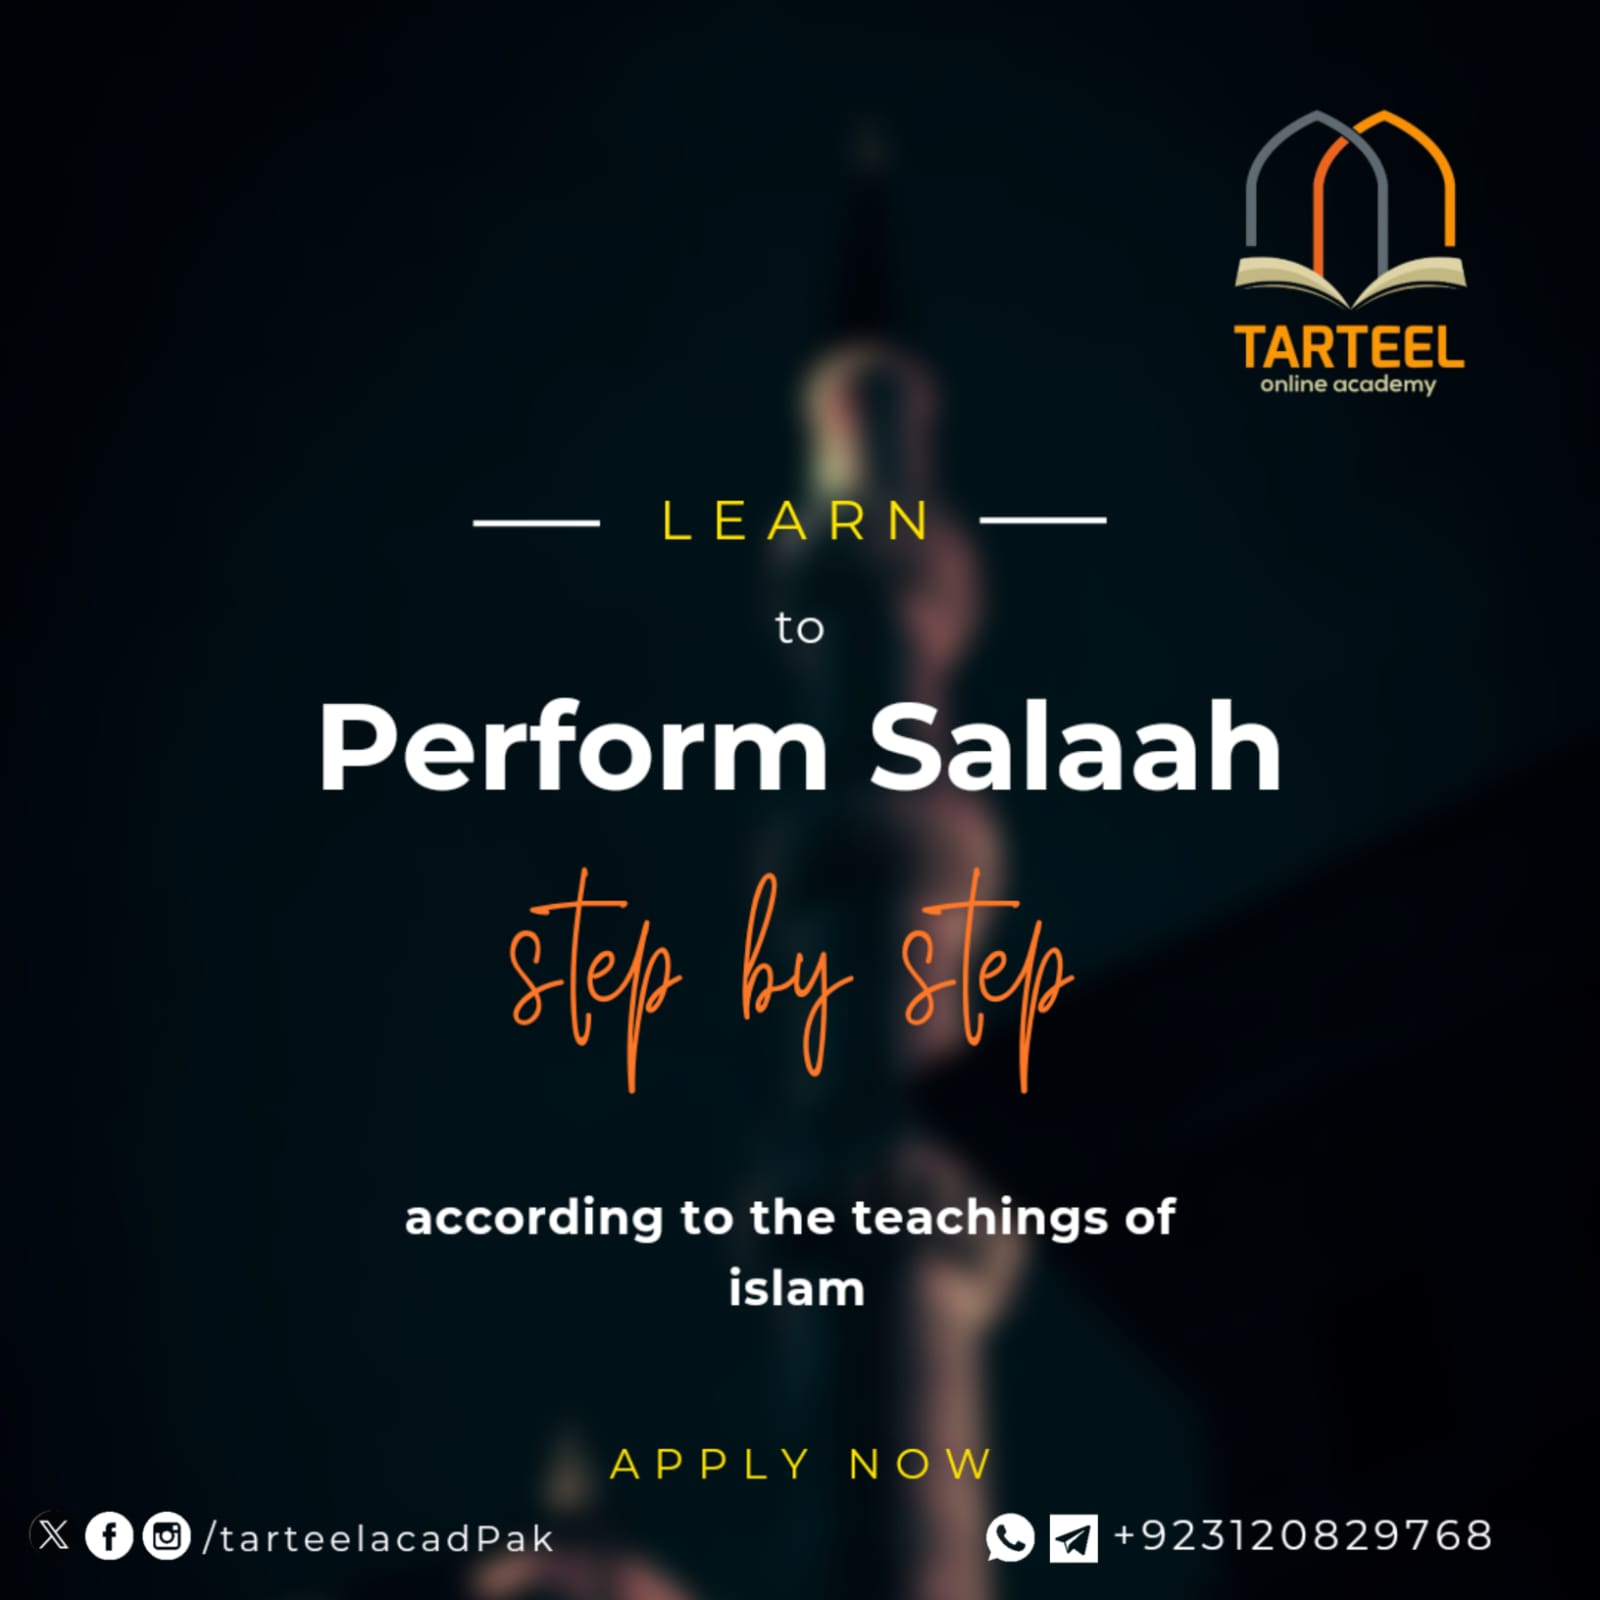 TARTEEL
online academy
LEARN
to
Perform Salaah
step by step
according to the teachings of
islam
APPLY NOW
/tarteelacadPak
+923120829768